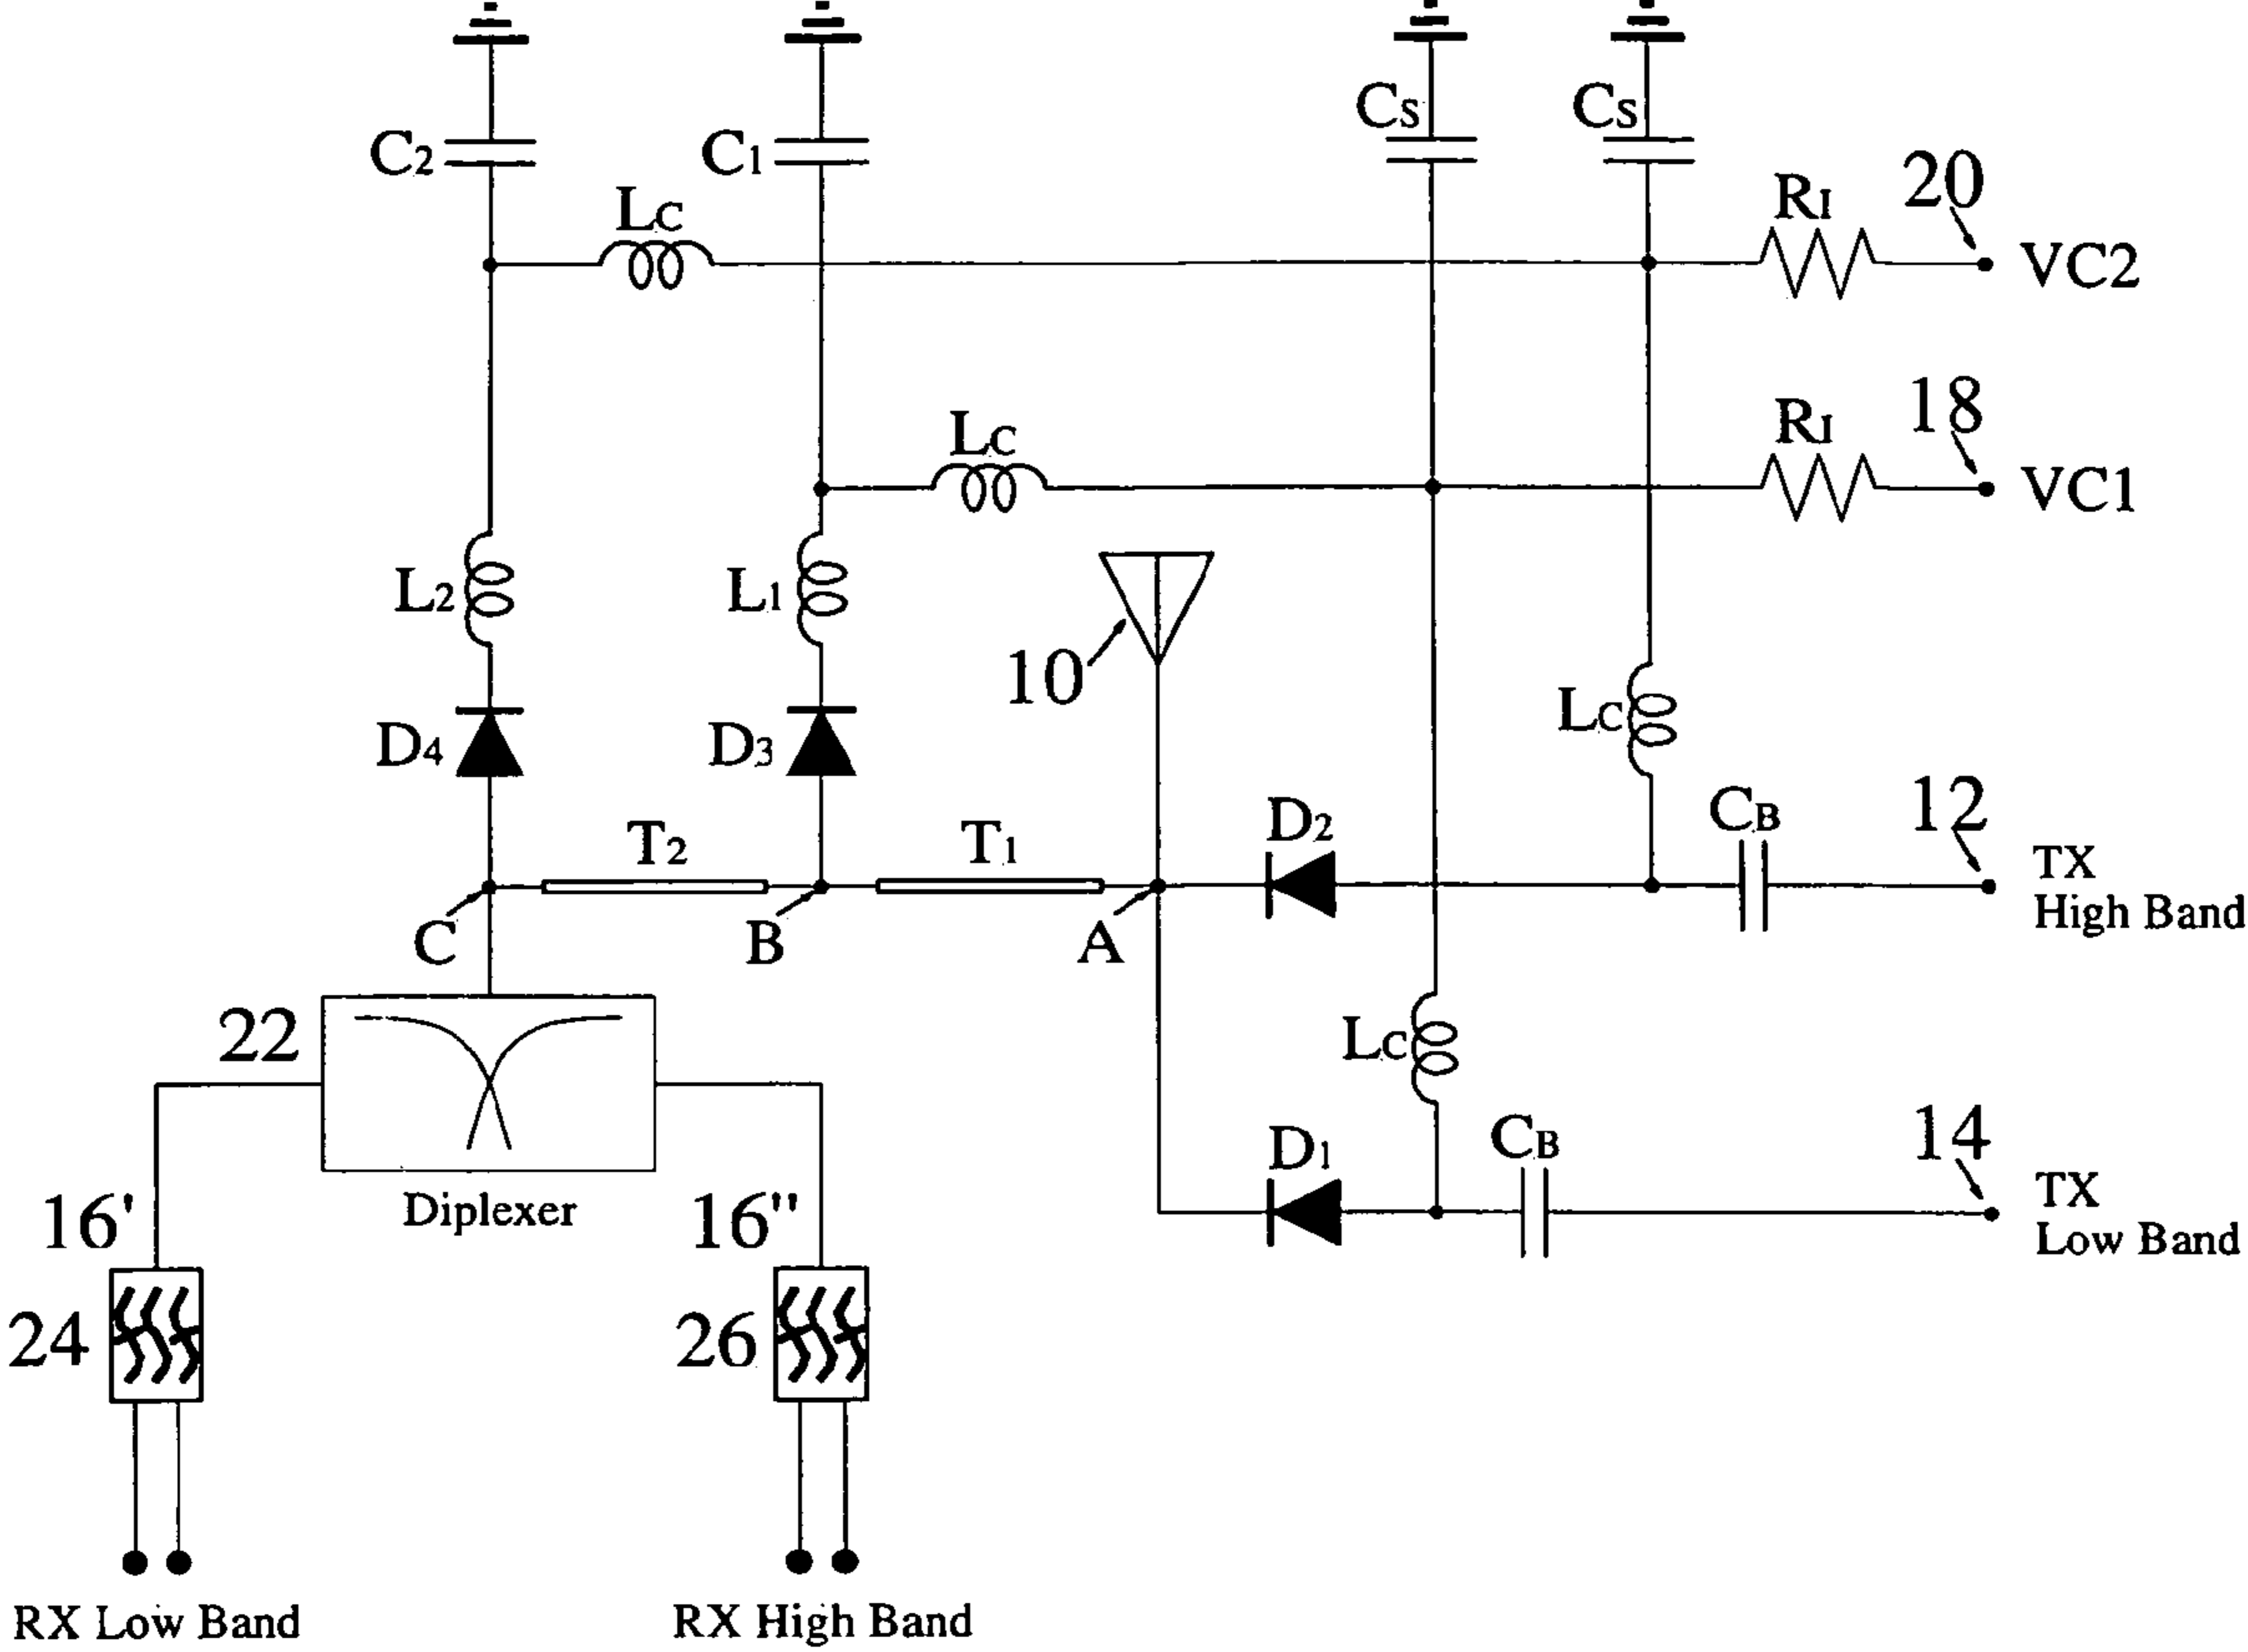 C2
C1
CS
CS
LC
RI
20
VC2
LC
RI
18
VC1
L2
L1
10
LC
D4
D3
T2
T1
D2
CB
12
TX
High Band
C
B
A
22
LC
Diplexer
D1
CB
14
TX
Low Band
16'
16"
24
26
RX Low Band
RX High Band